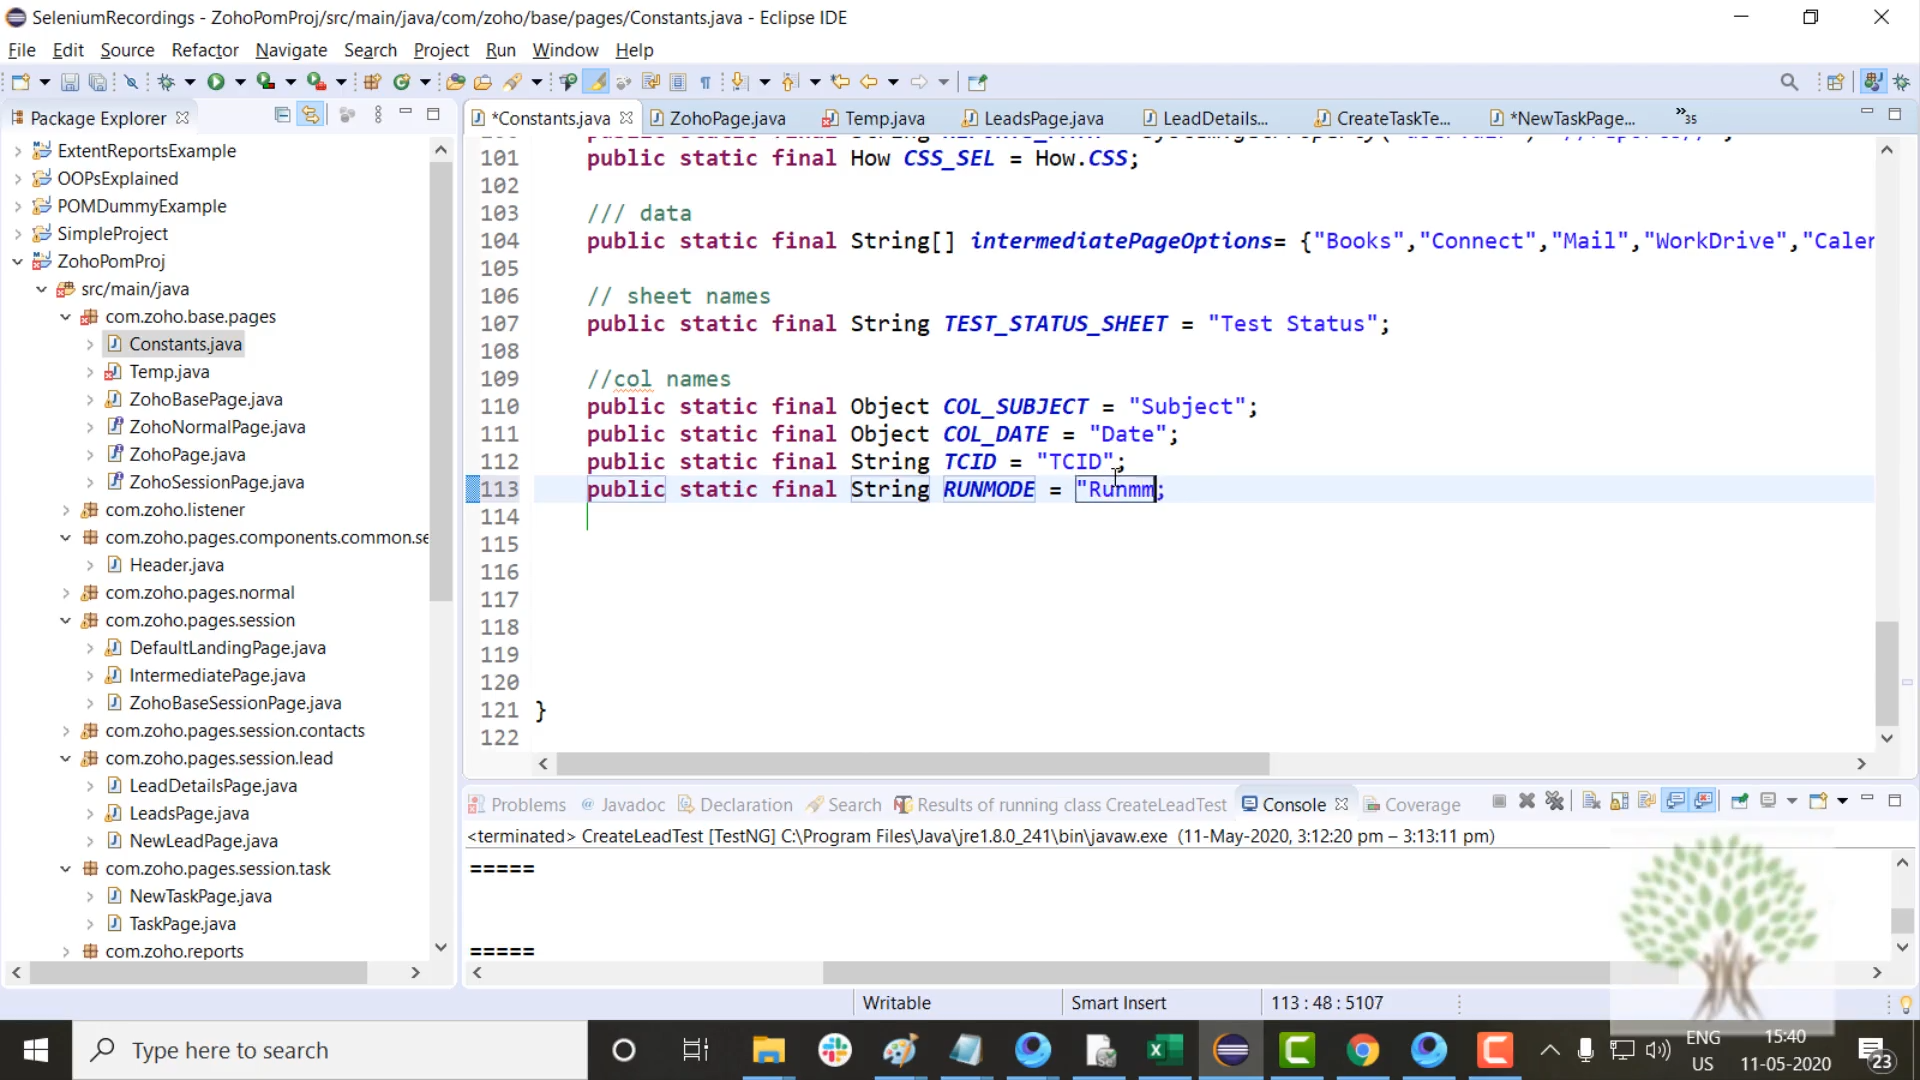 SeleniumRecordings - ZohoPomProj/src/main/java/com/zoho/base/pages/Constants.java - Eclipse IDE
File Edit Source Refactor Navigate Search Project Run Window Help
Package Explorer
*Constants.java ZohoPage.java Temp.java LeadsPage.java LeadDetails... CreateTaskTe... *NewTaskPage... »35
ExtentReportsExample
OOPsExplained
POMDummyExample
SimpleProject
ZohoPomProj
src/main/java
com.zoho.base.pages
Constants.java
Temp.java
ZohoBasePage.java
ZohoNormalPage.java
ZohoPage.java
ZohoSessionPage.java
com.zoho.listener
com.zoho.pages.components.common.se
Header.java
com.zoho.pages.normal
com.zoho.pages.session
DefaultLandingPage.java
IntermediatePage.java
ZohoBaseSessionPage.java
com.zoho.pages.session.contacts
com.zoho.pages.session.lead
LeadDetailsPage.java
LeadsPage.java
NewLeadPage.java
com.zoho.pages.session.task
NewTaskPage.java
TaskPage.java
com.zoho.reports
101 public static final How CSS_SEL = How.CSS;
102
103 /// data
104 public static final String[] intermediatePageOptions= {"Books","Connect","Mail","WorkDrive","Caler
105
106 // sheet names
107 public static final String TEST_STATUS_SHEET = "Test Status";
108
109 //col names
110 public static final Object COL_SUBJECT = "Subject";
111 public static final Object COL_DATE = "Date";
112 public static final String TCID = "TCID";
113 public static final String RUNMODE = "Runmm;
114
115
116
117
118
119
120
121 }
122
Problems @ Javadoc Declaration Search Results of running class CreateLeadTest Console Coverage
<terminated> CreateLeadTest [TestNG] C:\Program Files\Java\jre1.8.0_241\bin\javaw.exe (11-May-2020, 3:12:20 pm – 3:13:11 pm)
=====
=====
Writable Smart Insert 113 : 48 : 5107
Type here to search
ENG
US
15:40
11-05-2020
23